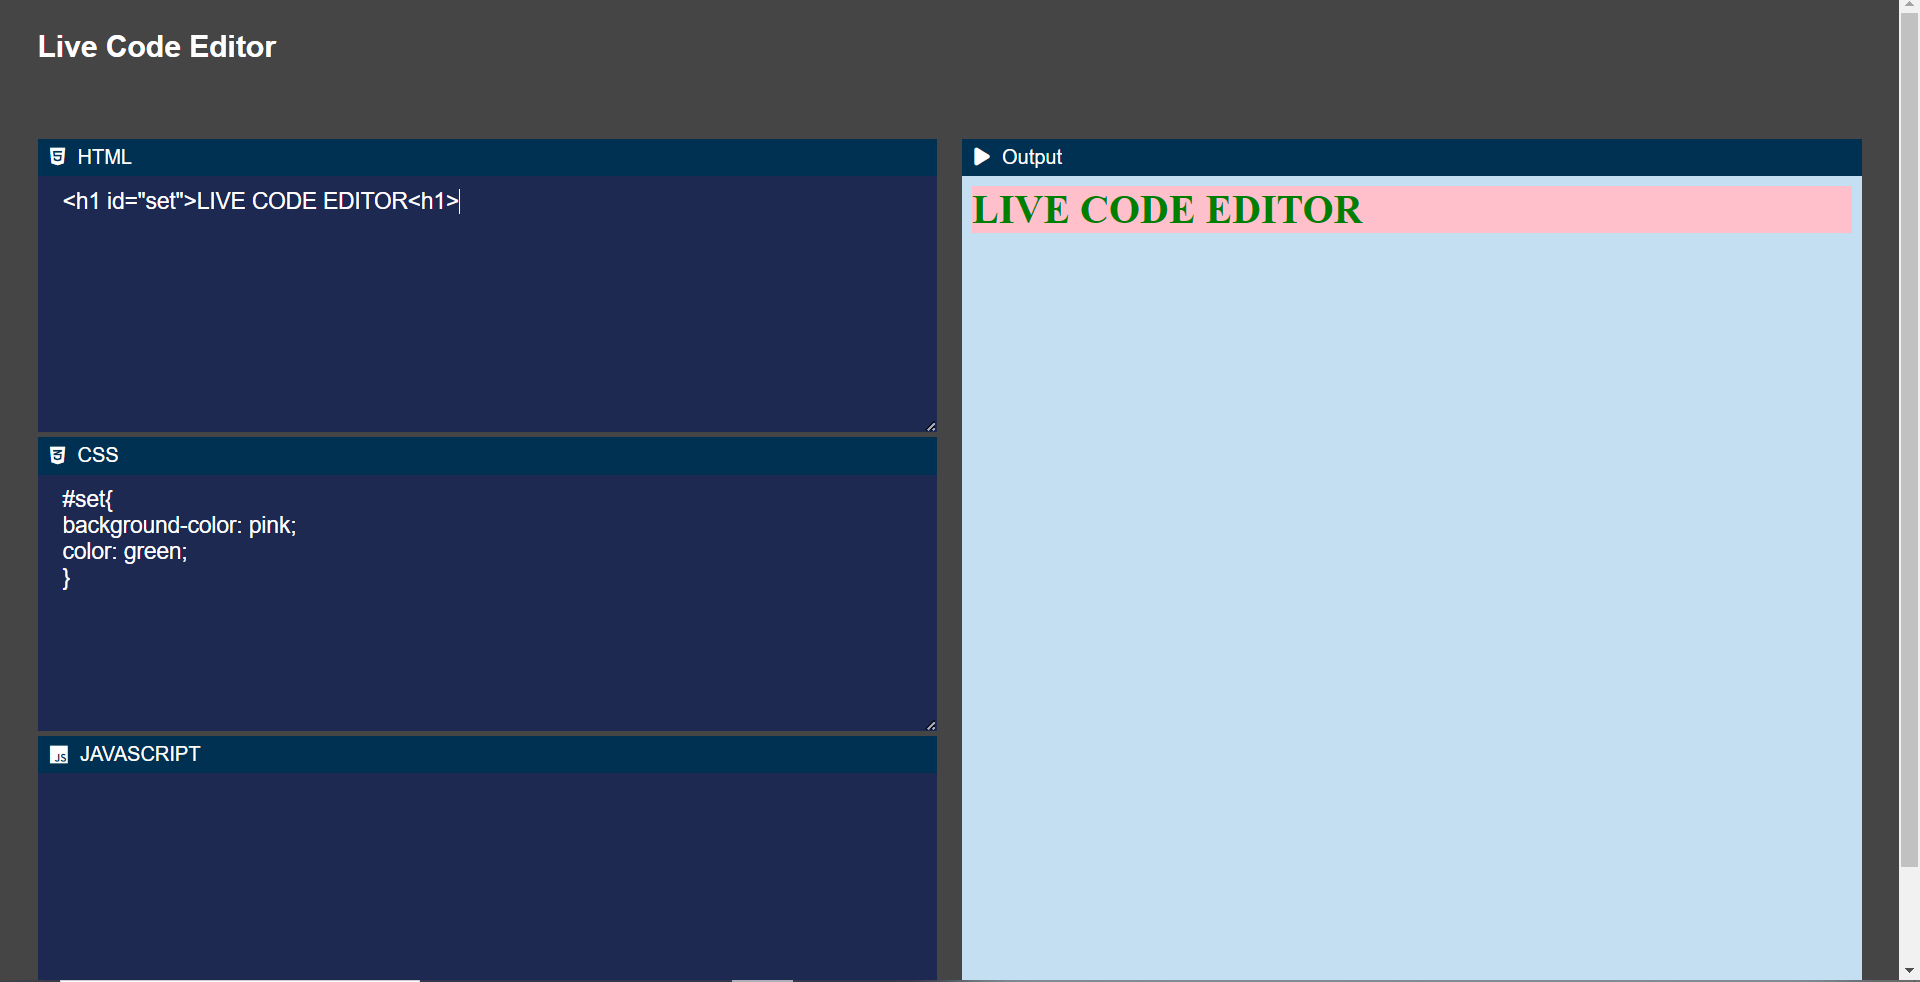 Live Code Editor
HTML
<h1 id="set">LIVE CODE EDITOR<h1>
CSS
#set{
background-color: pink;
color: green;
}
JS JAVASCRIPT
Output
LIVE CODE EDITOR